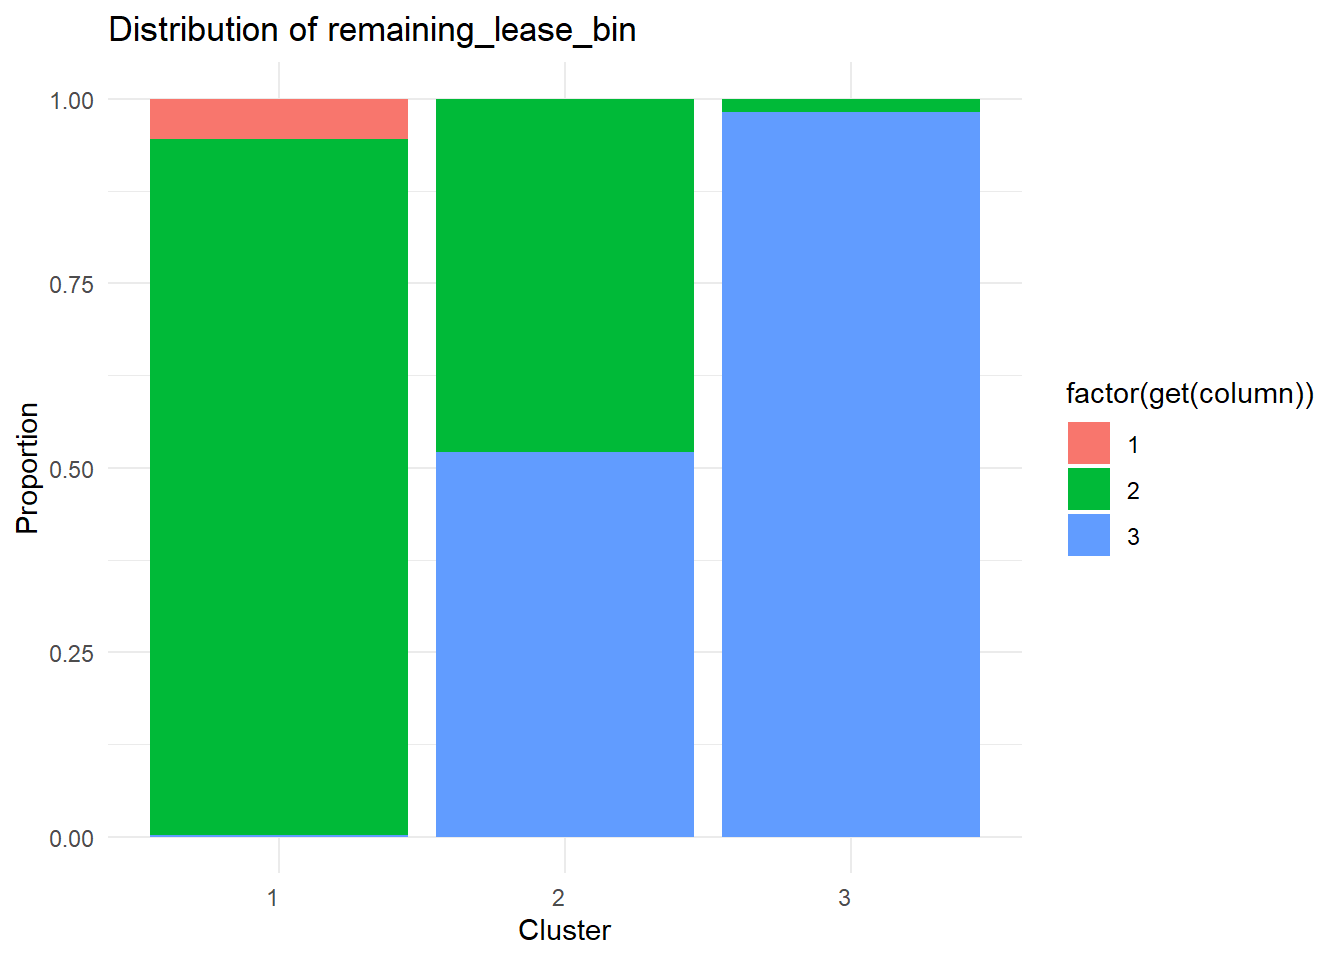 Distribution of remaining_lease_bin
1.00
0.75
0.50
0.25
0.00
Proportion
1 2 3
Cluster
factor(get(column))
1
2
3